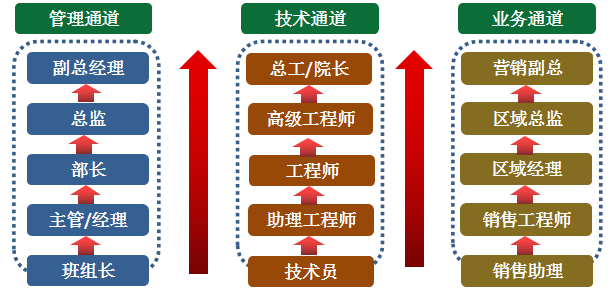 管理通道
副总经理
总监
部长
主管/经理
班组长
技术通道
总工/院长
高级工程师
工程师
助理工程师
技术员
业务通道
营销副总
区域总监
区域经理
销售工程师
销售助理